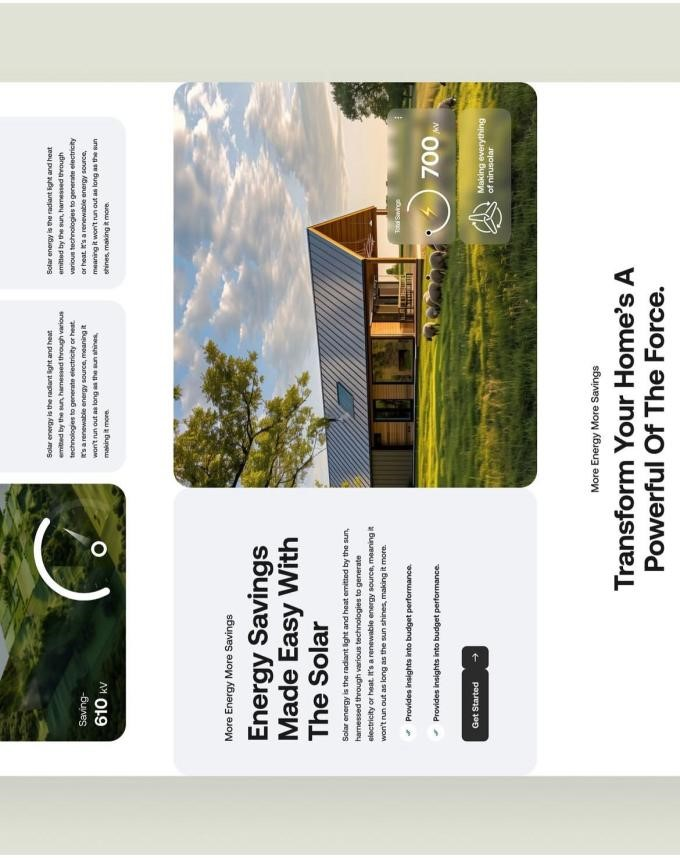 Saving-
610 kV
Solar energy is the radiant light and heat
emitted by the sun, harnessed through various
technologies to generate electricity or heat.
It's a renewable energy source, meaning it
won't run out as long as the sun shines,
making it more.
Solar energy is the radiant light and heat
emitted by the sun, harnessed through
various technologies to generate electricity
or heat. It's a renewable energy source,
meaning it won't run out as long as the sun
shines, making it more.
More Energy More Savings
Energy Savings
Made Easy With
The Solar
Solar energy is the radiant light and heat emitted by the sun,
harnessed through various technologies to generate
electricity or heat. It's a renewable energy source, meaning it
won't run out as long as the sun shines, making it more.
Provides insights into budget performance.
Provides insights into budget performance.
Get Started
Total Savings
700 /kV
Making everything
of nirusolar
More Energy More Savings
Transform Your Home's A
Powerful Of The Force.